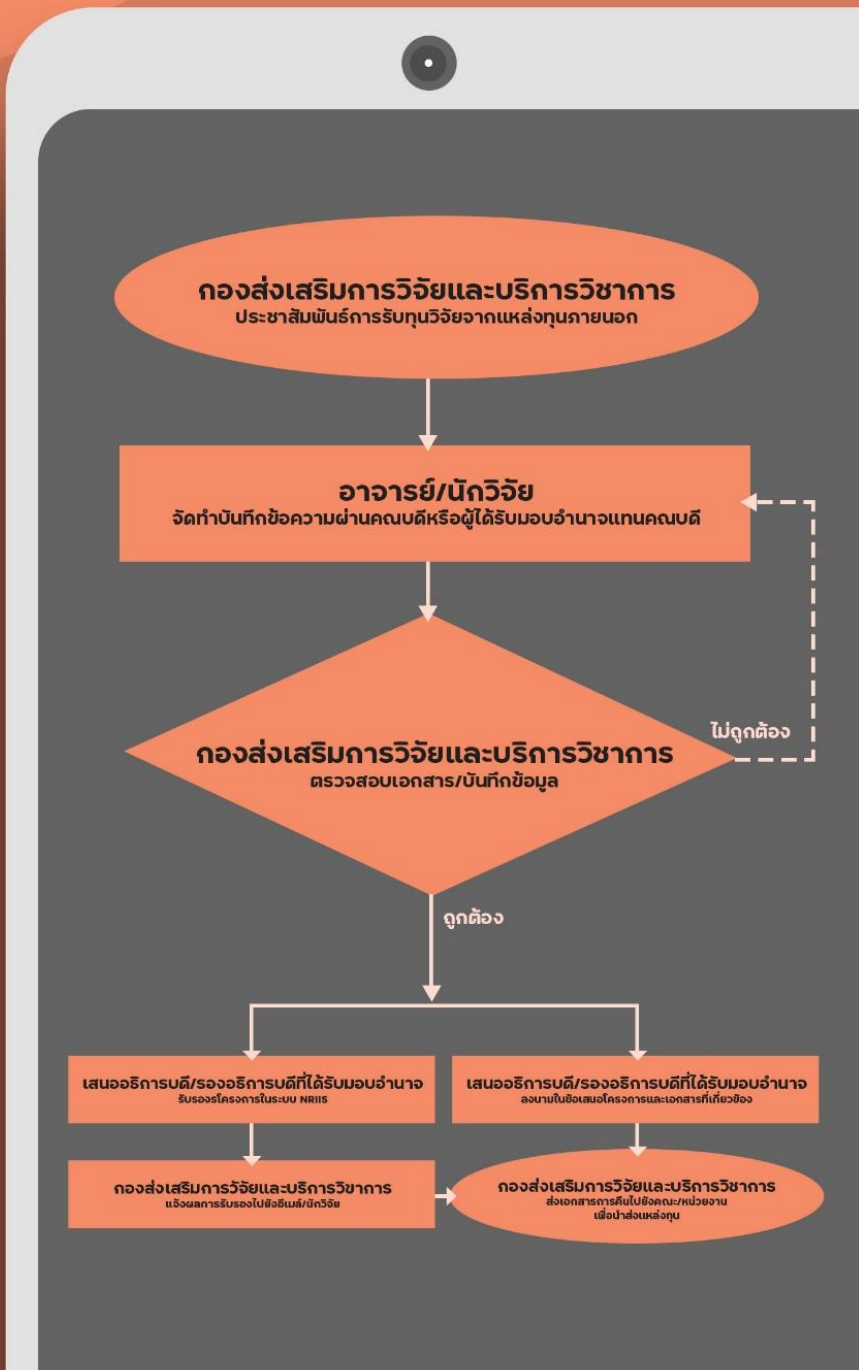 กองส่งเสริมการวิจัยและบริการวิชาการ
ประชาสัมพันธ์การรับทุนวิจัยจากแหล่งทุนภายนอก
อาจารย์/นักวิจัย
จัดทำบันทึกข้อความผ่านคณบดีหรือผู้ได้รับมอบอำนาจแทนคณบดี
กองส่งเสริมการวิจัยและบริการวิชาการ
ตรวจสอบเอกสาร/บันทึกข้อมูล
ไม่ถูกต้อง
ถูกต้อง
เสนออธิการบดี/รองอธิการบดีที่ได้รับมอบอำนาจ
รับรองรโครงการในระบบ NRIIS
เสนออธิการบดี/รองอธิการบดีที่ได้รับมอบอำนาจ
ลงนามในข้อเสนอโครงการและเอกสารที่เกี่ยวข้อง
กองส่งเสริมการวัจัยและบริการวิขาการ
แจ้งผลการรับรองไปยังอีเมล์/นักวิจัย
กองส่งเสริมการวิจัยและบริการวิชาการ
ส่งเอกสารการคืนไปยังคณะ/หน่วยงาน
เพื่อนำส่งแหล่งทุน